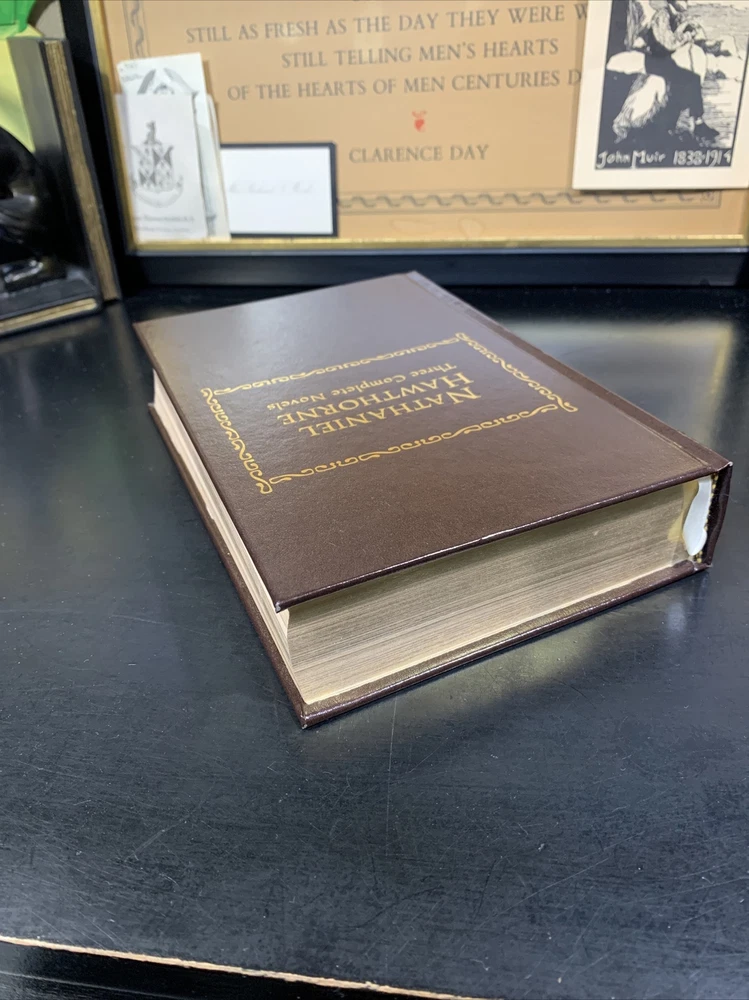 STILL AS FRESH AS THE DAY THEY WERE W
STILL TELLING MEN'S HEARTS
OF THE HEARTS OF MEN CENTURIES D
CLARENCE DAY
John Muir 1838-1914
NATHANIEL
HAWTHORNE
Three Complete Novels